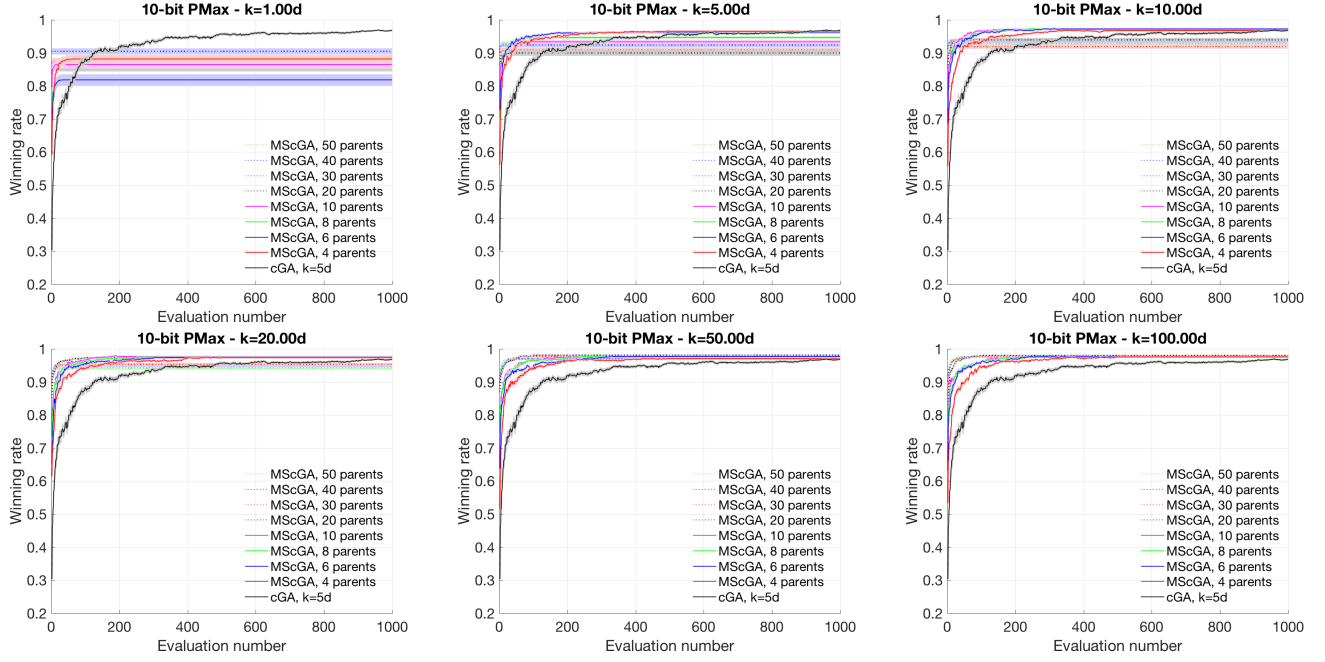 10-bit PMax - k=1.00d
1
0.9
0.8
0.7
0.6
0.5
0.4
0.3
0.2
Winning rate
MScGA, 50 parents
MScGA, 40 parents
MScGA, 30 parents
MScGA, 20 parents
MScGA, 10 parents
MScGA, 8 parents
MScGA, 6 parents
MScGA, 4 parents
cGA, k=5d
0 200 400 600 800 1000
Evaluation number
10-bit PMax - k=5.00d
1
0.9
0.8
0.7
0.6
0.5
0.4
0.3
0.2
Winning rate
MScGA, 50 parents
MScGA, 40 parents
MScGA, 30 parents
MScGA, 20 parents
MScGA, 10 parents
MScGA, 8 parents
MScGA, 6 parents
MScGA, 4 parents
cGA, k=5d
0 200 400 600 800 1000
Evaluation number
10-bit PMax - k=10.00d
1
0.9
0.8
0.7
0.6
0.5
0.4
0.3
0.2
Winning rate
MScGA, 50 parents
MScGA, 40 parents
MScGA, 30 parents
MScGA, 20 parents
MScGA, 10 parents
MScGA, 8 parents
MScGA, 6 parents
MScGA, 4 parents
cGA, k=5d
0 200 400 600 800 1000
Evaluation number
10-bit PMax - k=20.00d
1
0.9
0.8
0.7
0.6
0.5
0.4
0.3
0.2
Winning rate
MScGA, 50 parents
MScGA, 40 parents
MScGA, 30 parents
MScGA, 20 parents
MScGA, 10 parents
MScGA, 8 parents
MScGA, 6 parents
MScGA, 4 parents
cGA, k=5d
0 200 400 600 800 1000
Evaluation number
10-bit PMax - k=50.00d
1
0.9
0.8
0.7
0.6
0.5
0.4
0.3
0.2
Winning rate
MScGA, 50 parents
MScGA, 40 parents
MScGA, 30 parents
MScGA, 20 parents
MScGA, 10 parents
MScGA, 8 parents
MScGA, 6 parents
MScGA, 4 parents
cGA, k=5d
0 200 400 600 800 1000
Evaluation number
10-bit PMax - k=100.00d
1
0.9
0.8
0.7
0.6
0.5
0.4
0.3
0.2
Winning rate
MScGA, 50 parents
MScGA, 40 parents
MScGA, 30 parents
MScGA, 20 parents
MScGA, 10 parents
MScGA, 8 parents
MScGA, 6 parents
MScGA, 4 parents
cGA, k=5d
0 200 400 600 800 1000
Evaluation number